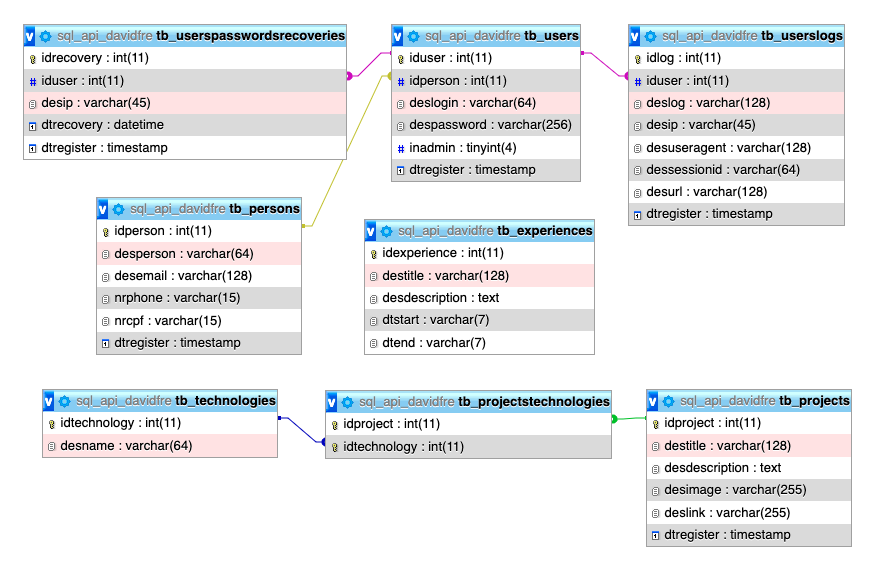 sql_api_davidfre tb_userspasswordsrecoveries
idrecovery : int(11)
iduser : int(11)
desip : varchar(45)
dtrecovery : datetime
dtregister : timestamp
sql_api_davidfre tb_users
iduser : int(11)
idperson : int(11)
deslogin : varchar(64)
despassword : varchar(256)
inadmin : tinyint(4)
dtregister : timestamp
sql_api_davidfre tb_userslogs
idlog : int(11)
iduser : int(11)
deslog : varchar(128)
desip : varchar(45)
desuseragent : varchar(128)
dessessionid : varchar(64)
desurl : varchar(128)
dtregister : timestamp
sql_api_davidfre tb_persons
idperson : int(11)
desperson : varchar(64)
desemail : varchar(128)
nrphone : varchar(15)
nrcpf : varchar(15)
dtregister : timestamp
sql_api_davidfre tb_experiences
idexperience : int(11)
destitle : varchar(128)
desdescription : text
dtstart : varchar(7)
dtend : varchar(7)
sql_api_davidfre tb_technologies
idtechnology : int(11)
desname : varchar(64)
sql_api_davidfre tb_projectstechnologies
idproject : int(11)
idtechnology : int(11)
sql_api_davidfre tb_projects
idproject : int(11)
destitle : varchar(128)
desdescription : text
desimage : varchar(255)
deslink : varchar(255)
dtregister : timestamp